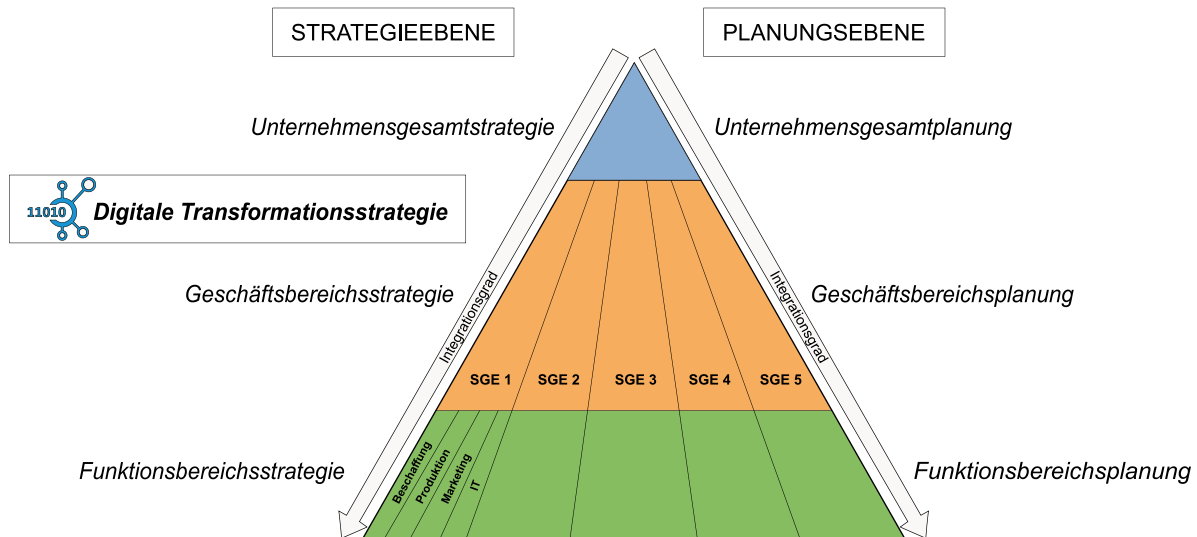 STRATEGIEEBENE
PLANUNGSEBENE
Unternehmensgesamtstrategie
Unternehmensgesamtplanung
11010
Digitale Transformationsstrategie
Geschäftsbereichsstrategie
Integrationsgrad
Integrationsgrad
Geschäftsbereichsplanung
SGE 1
SGE 2
SGE 3
SGE 4
SGE 5
Funktionsbereichsstrategie
Beschaffung
Produktion
Marketing
IT
Funktionsbereichsplanung